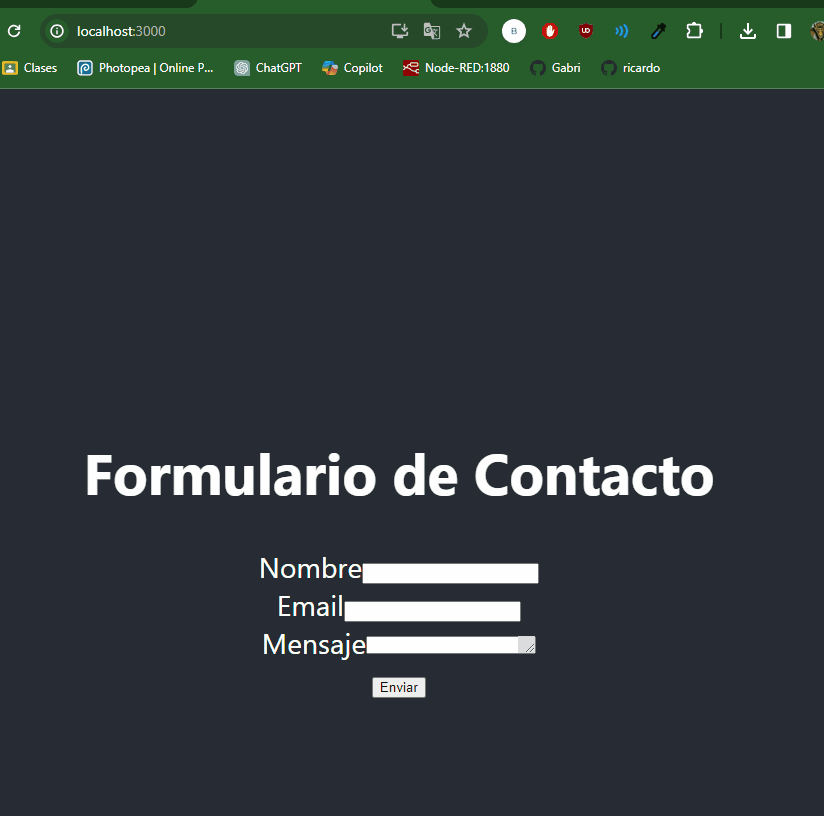 localhost:3000
B
UD
Clases Photopea | Online P... ChatGPT Copilot Node-RED:1880 Gabri ricardo
Formulario de Contacto
Nombre
Email
Mensaje
Enviar